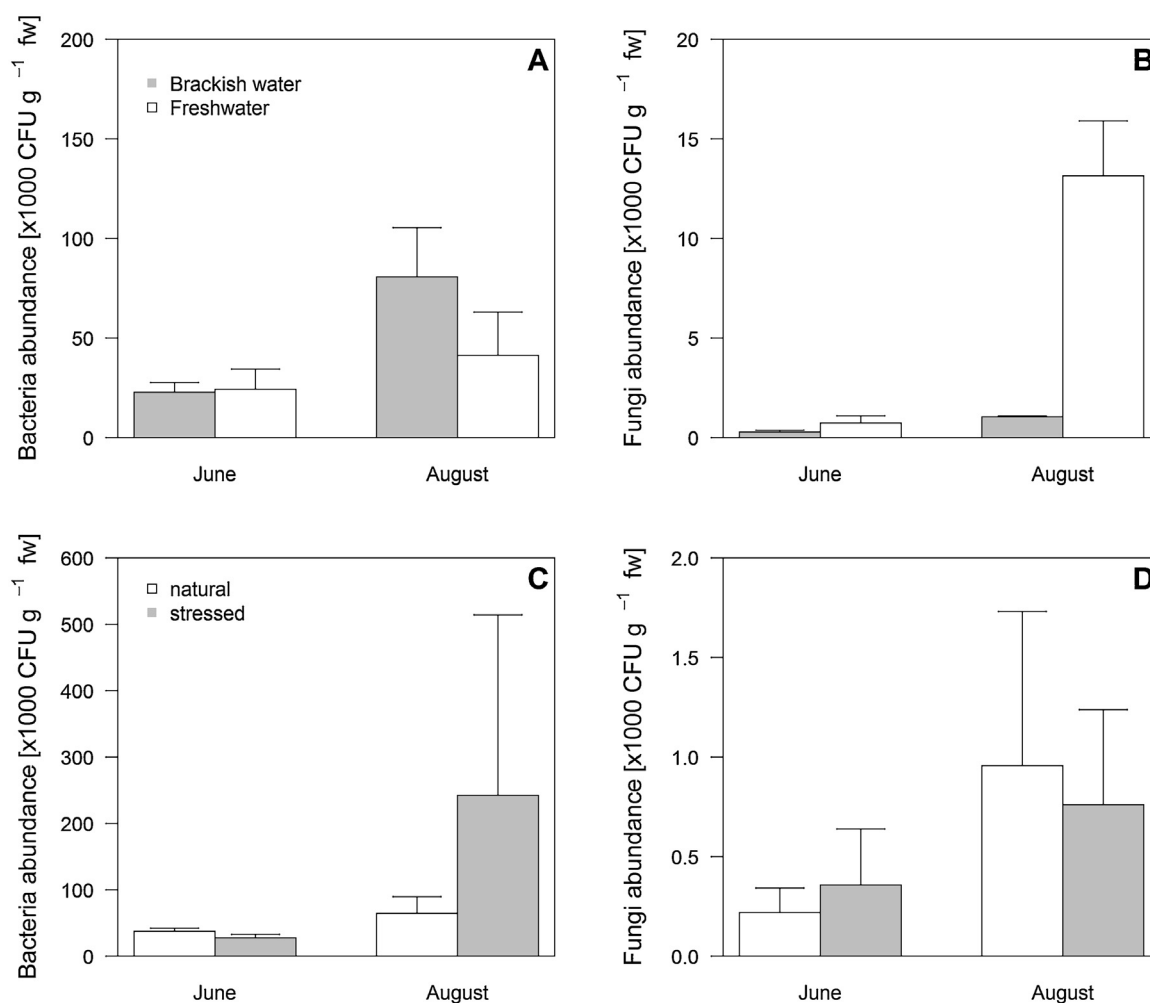 A
Bacteria abundance [x1000 CFU g ⁻¹ fw]
200
150
100
50
0
Brackish water
Freshwater
June August
B
Fungi abundance [x1000 CFU g ⁻¹ fw]
20
15
10
5
0
June August
C
Bacteria abundance [x1000 CFU g ⁻¹ fw]
600
500
400
300
200
100
0
natural
stressed
June August
D
Fungi abundance [x1000 CFU g ⁻¹ fw]
2.0
1.5
1.0
0.5
0.0
June August